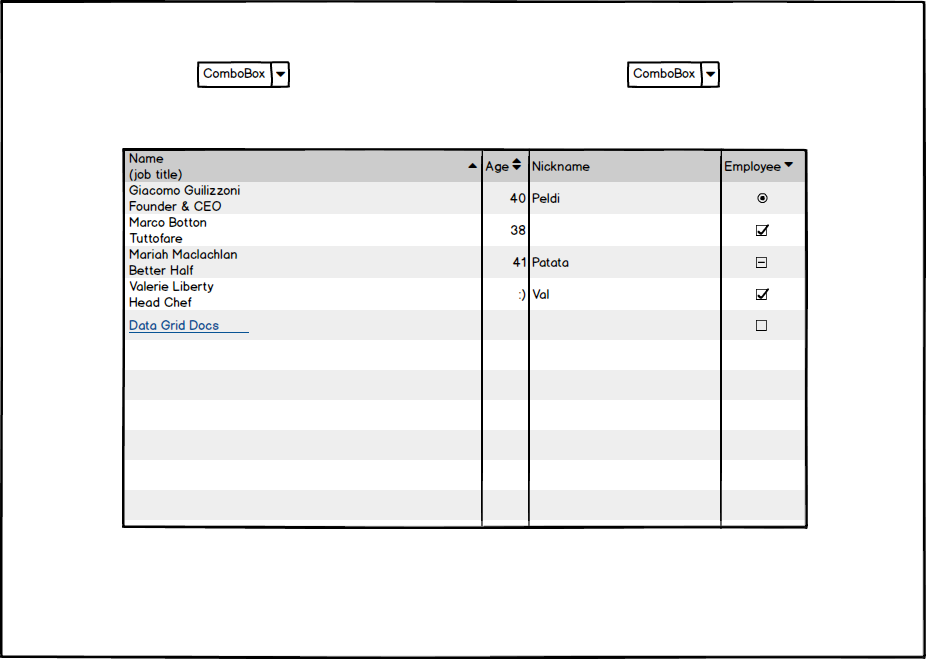 ComboBox
ComboBox
Name
(job title)
Age
Nickname
Employee
Giacomo Guilizzoni
Founder & CEO
40
Peldi
Marco Botton
Tuttofare
38
Mariah Maclachlan
Better Half
41
Patata
Valerie Liberty
Head Chef
:)
Val
Data Grid Docs